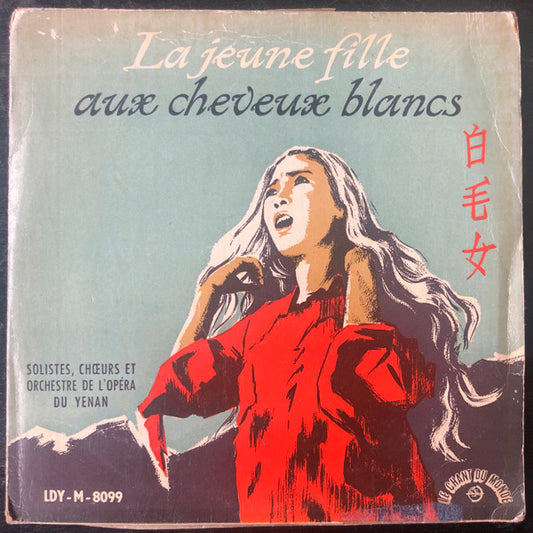 La jeune fille
aux cheveux blancs
白毛女
SOLISTES, CHŒURS ET
ORCHESTRE DE L'OPÉRA
DU YENAN
LDY-M-8099
LE CHANT DU MONDE